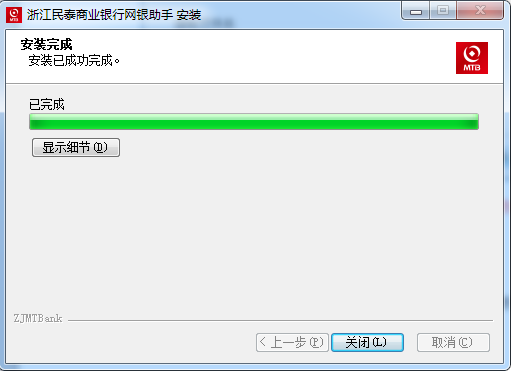 浙江民泰商业银行网银助手 安装
安装完成
安装已成功完成。
MTB
已完成
显示细节(D)
ZJMTBank
< 上一步(P)
关闭(L)
取消(C)